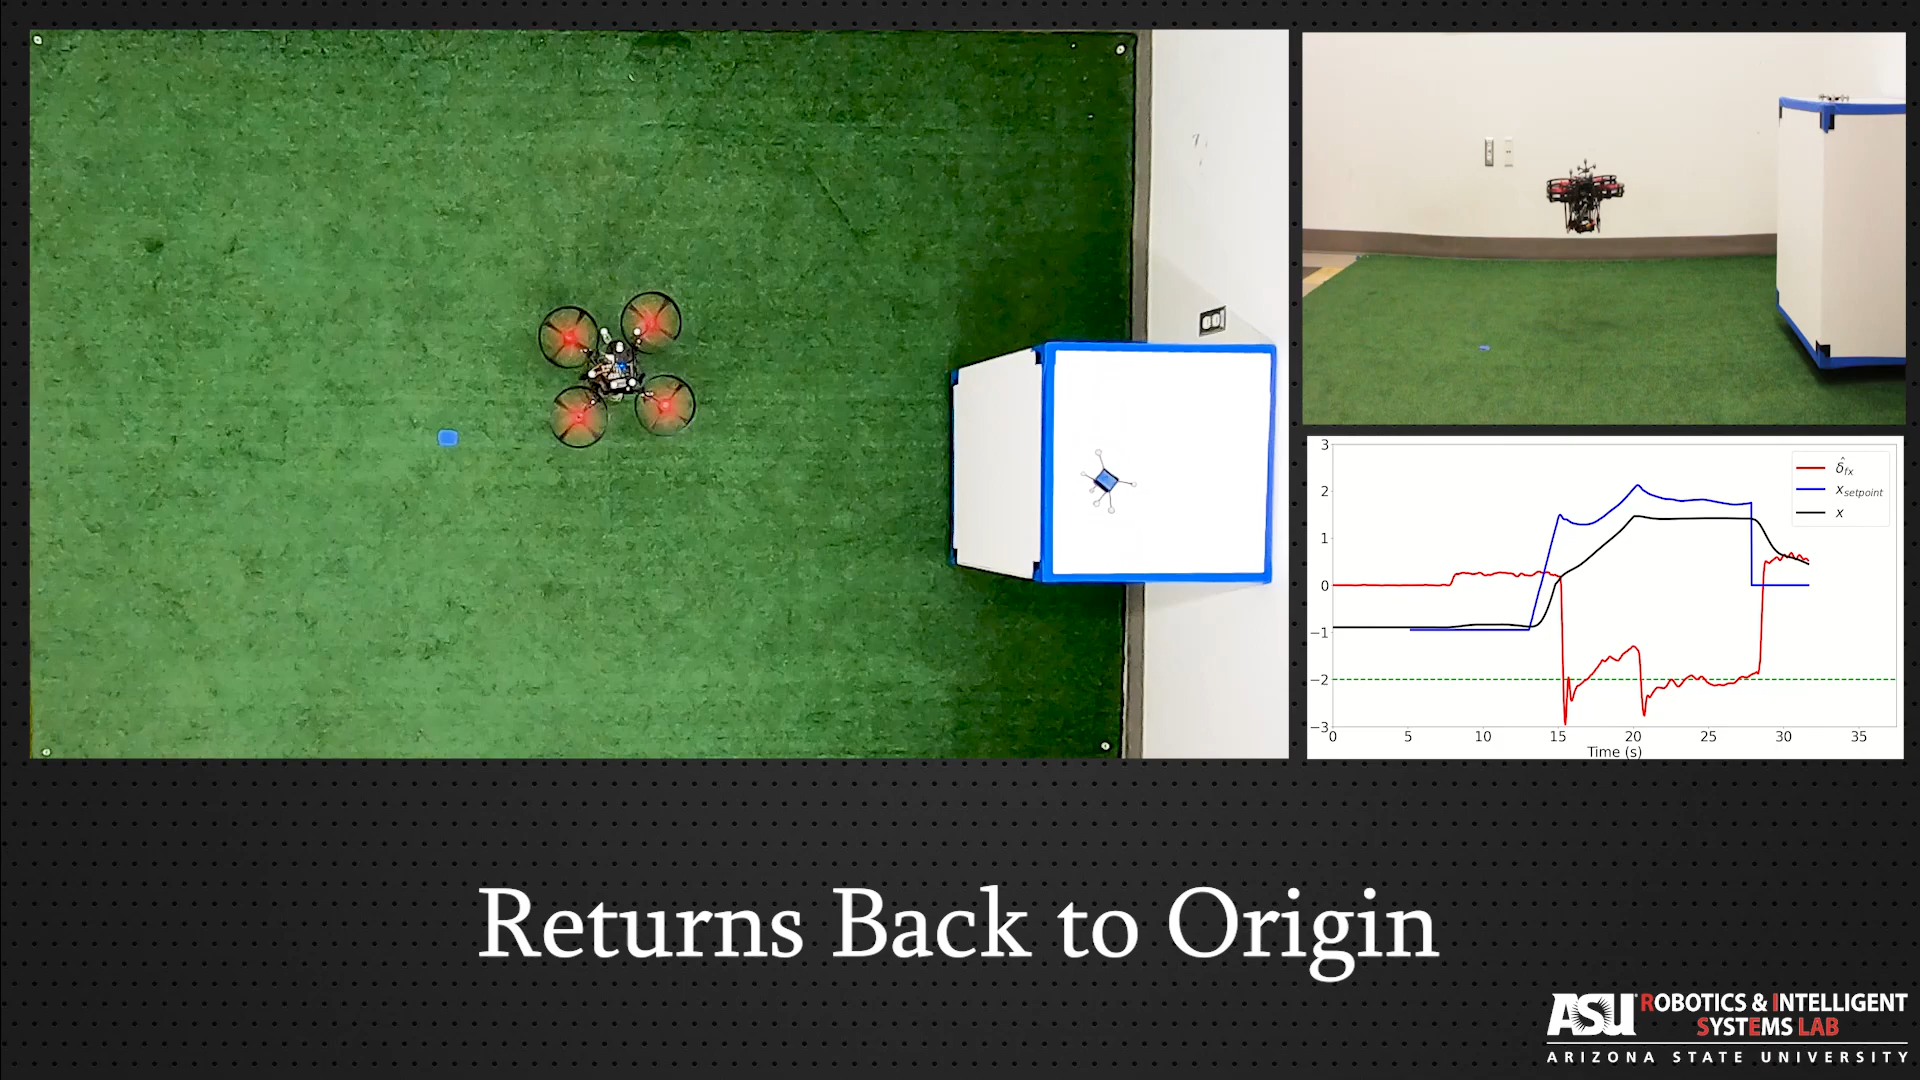 3
2
1
0
−1
−2
−3
0 5 10 15 20 25 30 35
Time (s)
δ̂fx
xsetpoint
x
Returns Back to Origin
ASU ROBOTICS & INTELLIGENT
SYSTEMS LAB
ARIZONA STATE UNIVERSITY